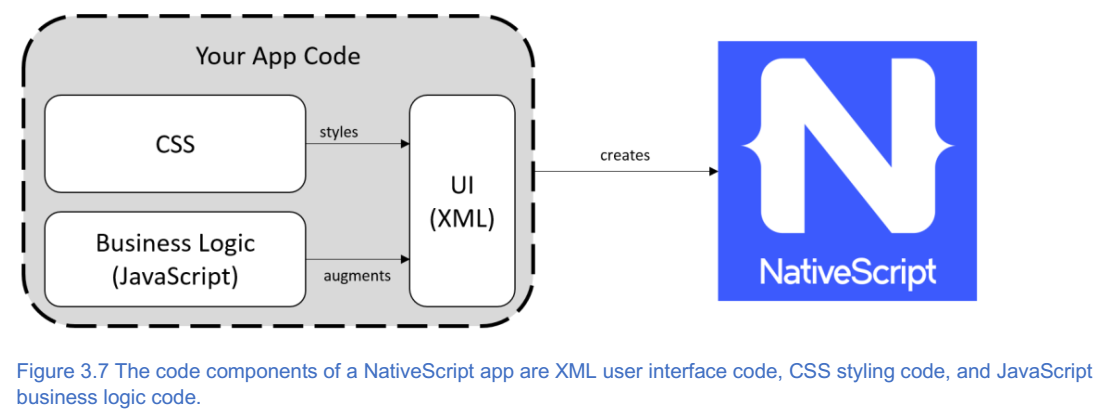 Your App Code
CSS
styles
UI
(XML)
Business Logic
(JavaScript)
augments
creates
NativeScript
Figure 3.7 The code components of a NativeScript app are XML user interface code, CSS styling code, and JavaScript
business logic code.